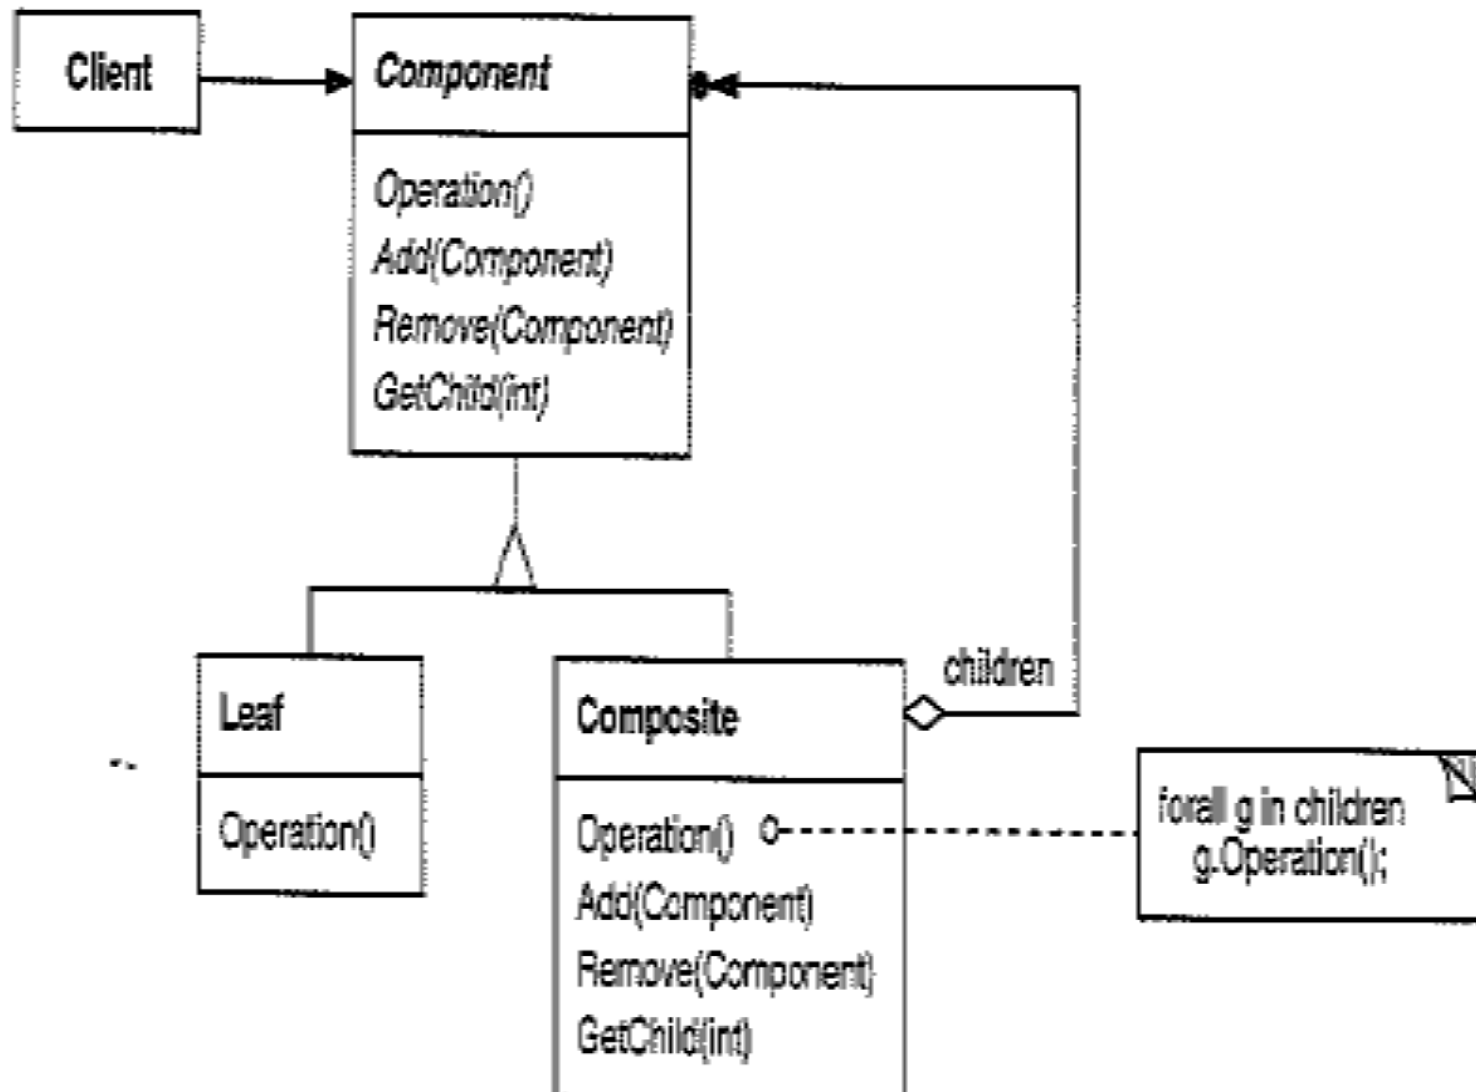 Client
Component
Operation()
Add(Component)
Remove(Component)
GetChild(int)
Leaf
Operation()
Composite
children
Operation()
Add(Component)
Remove(Component)
GetChild(int)
forall g in children
g.Operation();